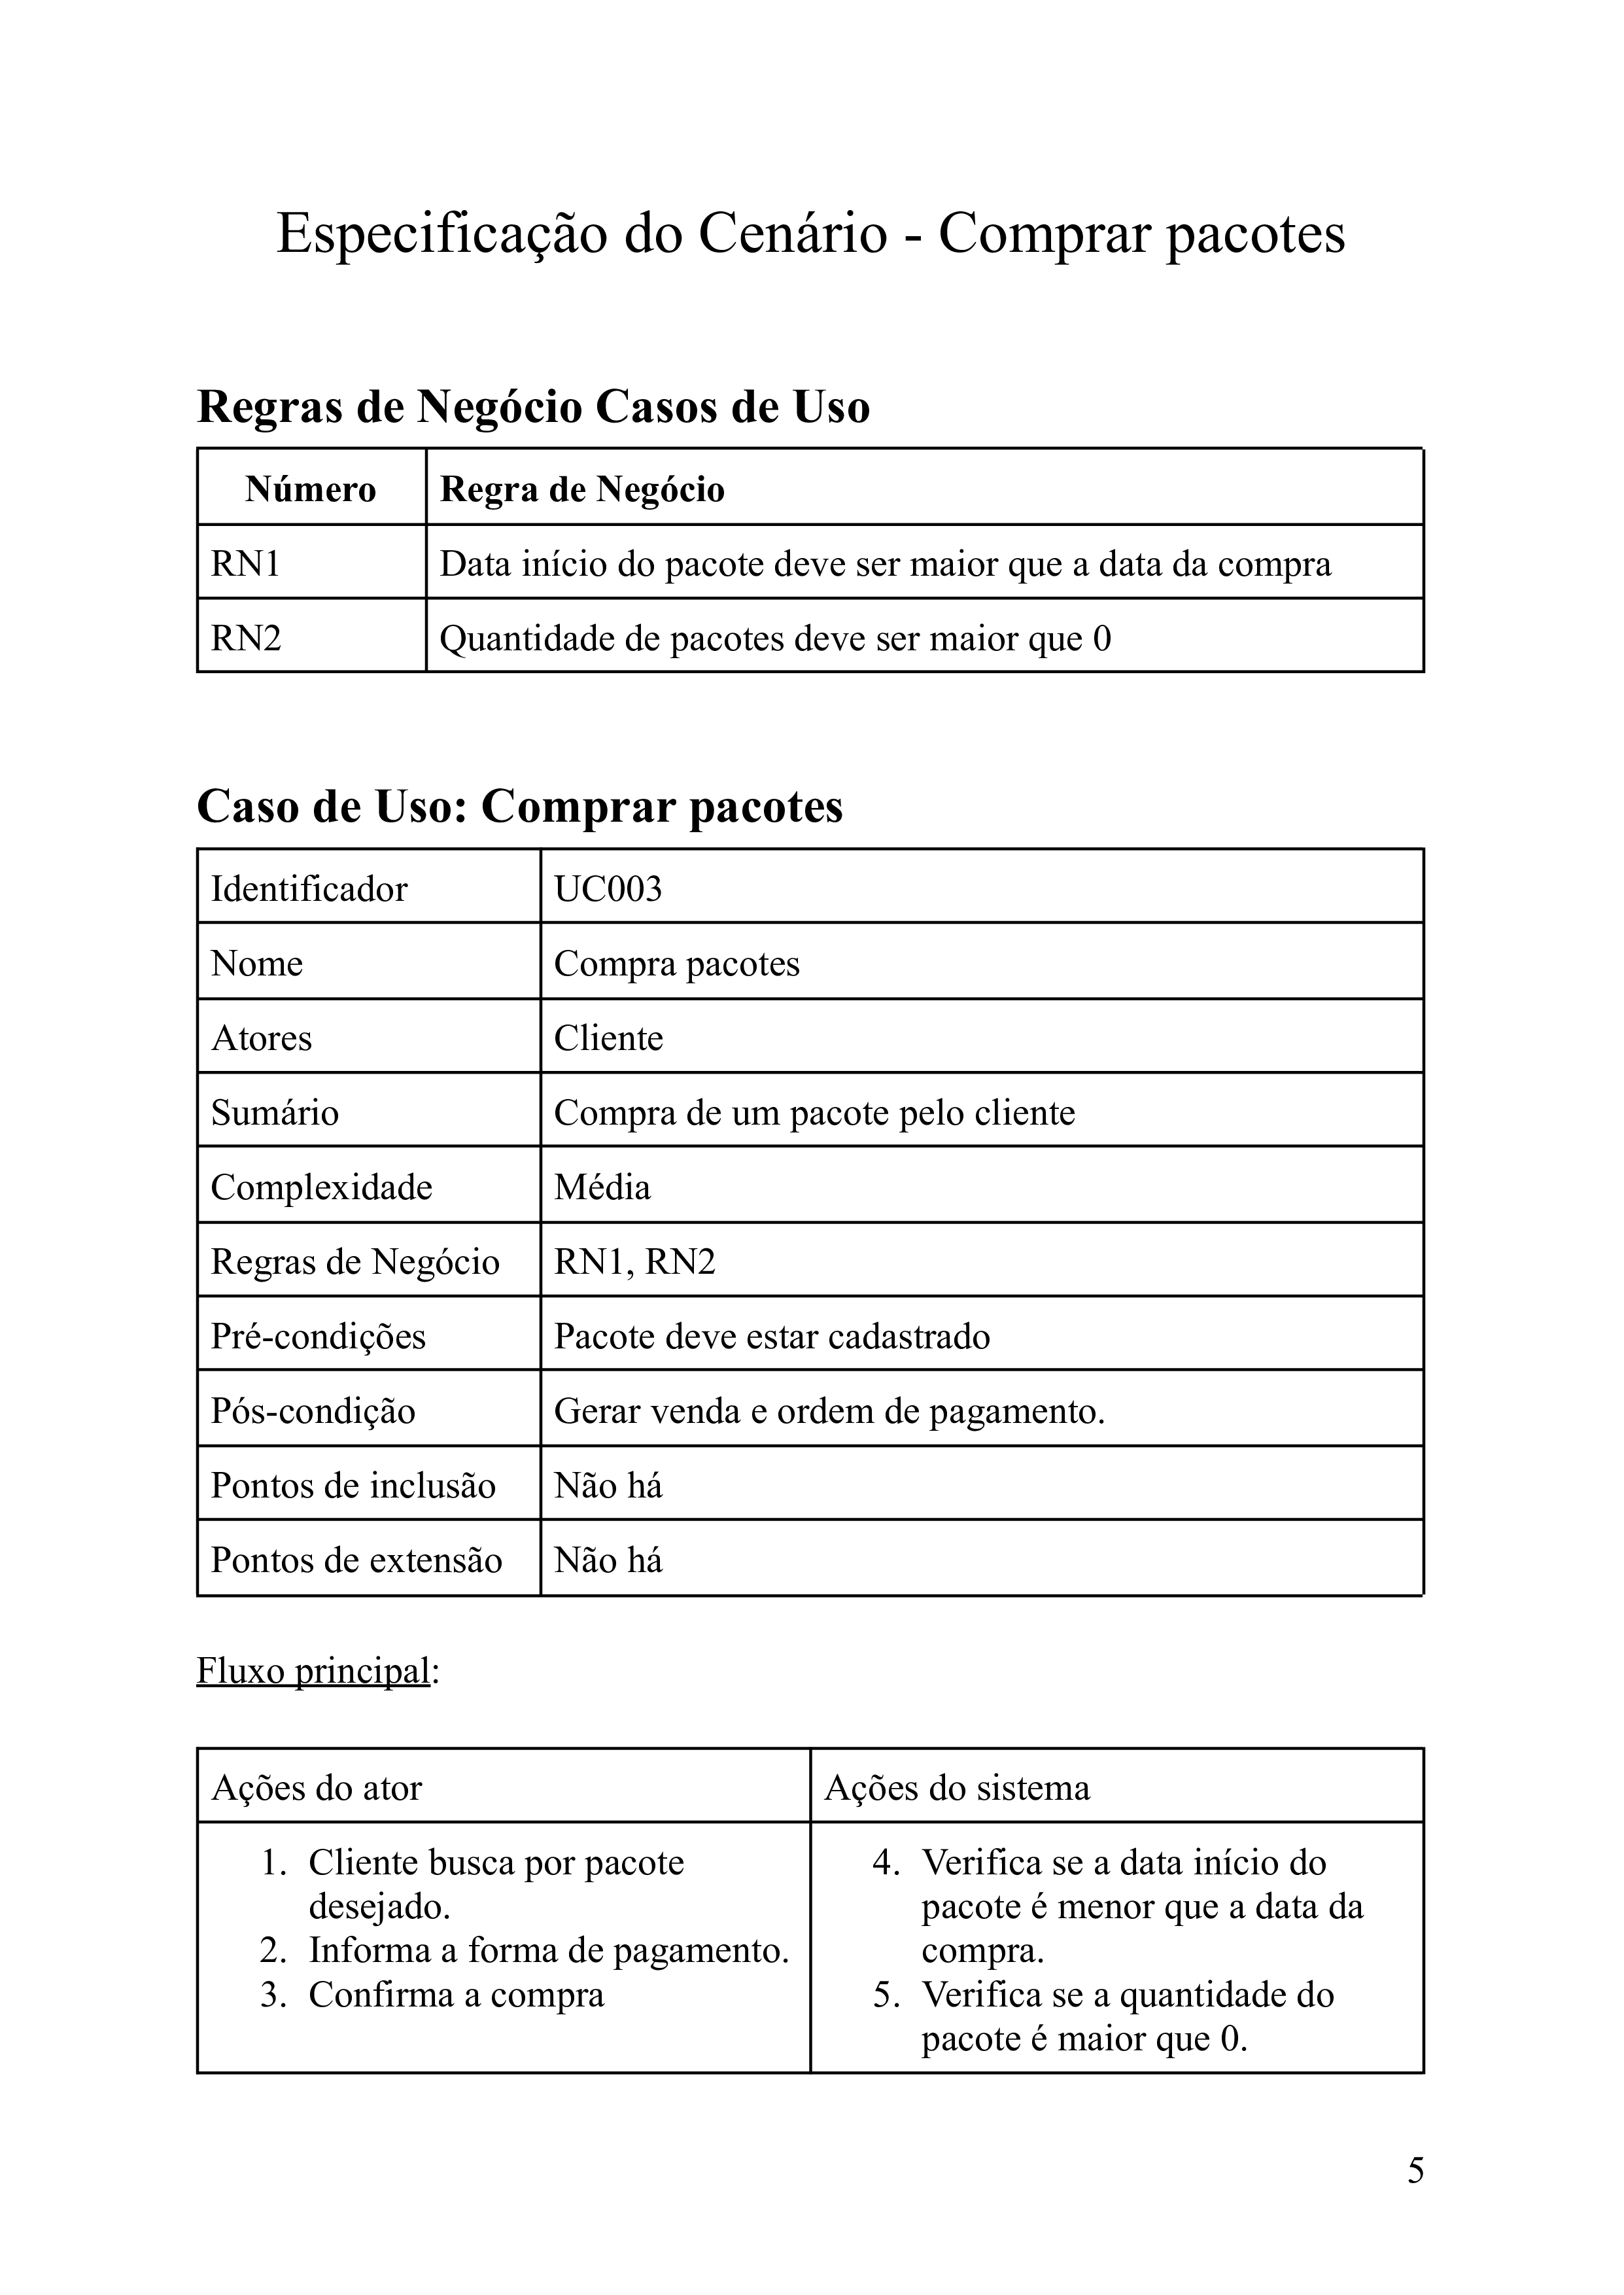 Especificação do Cenário - Comprar pacotes
Regras de Negócio Casos de Uso
Número Regra de Negócio
RN1 Data início do pacote deve ser maior que a data da compra
RN2 Quantidade de pacotes deve ser maior que 0
Caso de Uso: Comprar pacotes
Identificador UC003
Nome Compra pacotes
Atores Cliente
Sumário Compra de um pacote pelo cliente
Complexidade Média
Regras de Negócio RN1, RN2
Pré-condições Pacote deve estar cadastrado
Pós-condição Gerar venda e ordem de pagamento.
Pontos de inclusão Não há
Pontos de extensão Não há
Fluxo principal:
Ações do ator Ações do sistema
1. Cliente busca por pacote
desejado.
2. Informa a forma de pagamento.
3. Confirma a compra
4. Verifica se a data início do
pacote é menor que a data da
compra.
5. Verifica se a quantidade do
pacote é maior que 0.
5